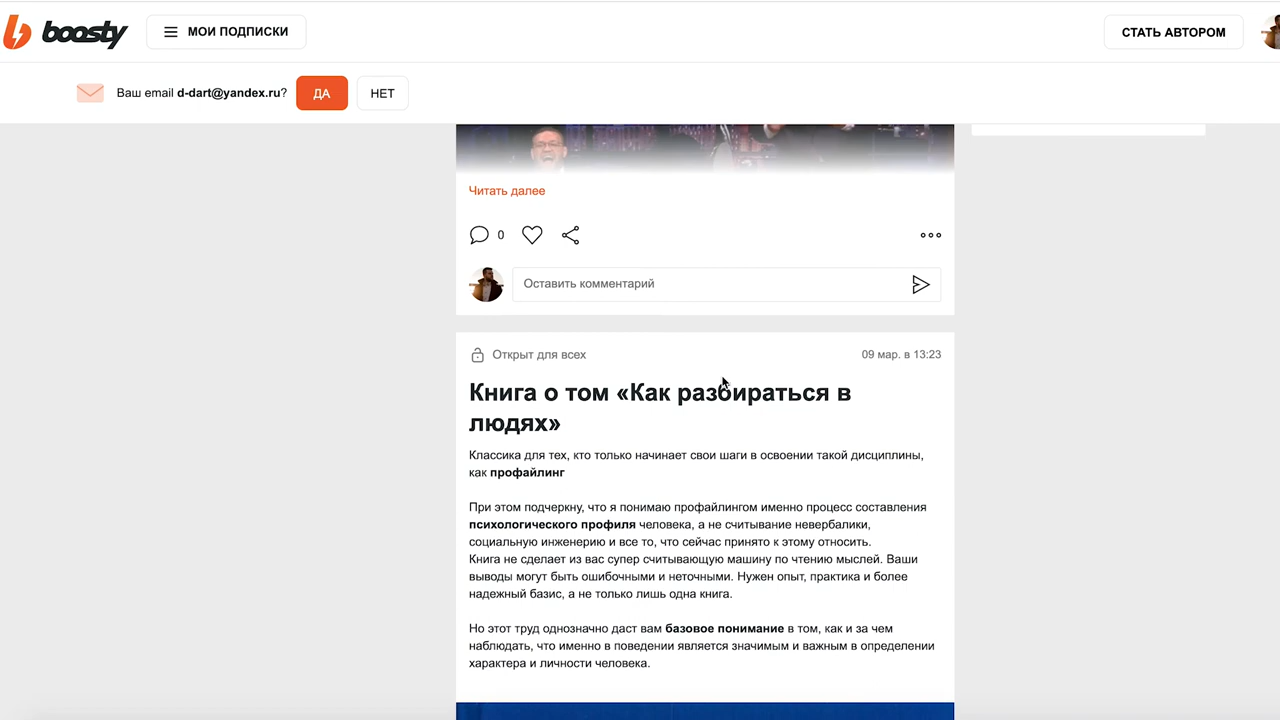 boosty
МОИ ПОДПИСКИ
СТАТЬ АВТОРОМ
Ваш email d-dart@yandex.ru?
ДА
НЕТ
Читать далее
0
Оставить комментарий
Открыт для всех
09 мар. в 13:23
Книга о том «Как разбираться в
людях»
Классика для тех, кто только начинает свои шаги в освоении такой дисциплины,
как профайлинг
При этом подчеркну, что я понимаю профайлингом именно процесс составления
психологического профиля человека, а не считывание невербалики,
социальную инженерию и все то, что сейчас принято к этому относить.
Книга не сделает из вас супер считывающую машину по чтению мыслей. Ваши
выводы могут быть ошибочными и неточными. Нужен опыт, практика и более
надежный базис, а не только лишь одна книга.
Но этот труд однозначно даст вам базовое понимание в том, как и за чем
наблюдать, что именно в поведении является значимым и важным в определении
характера и личности человека.